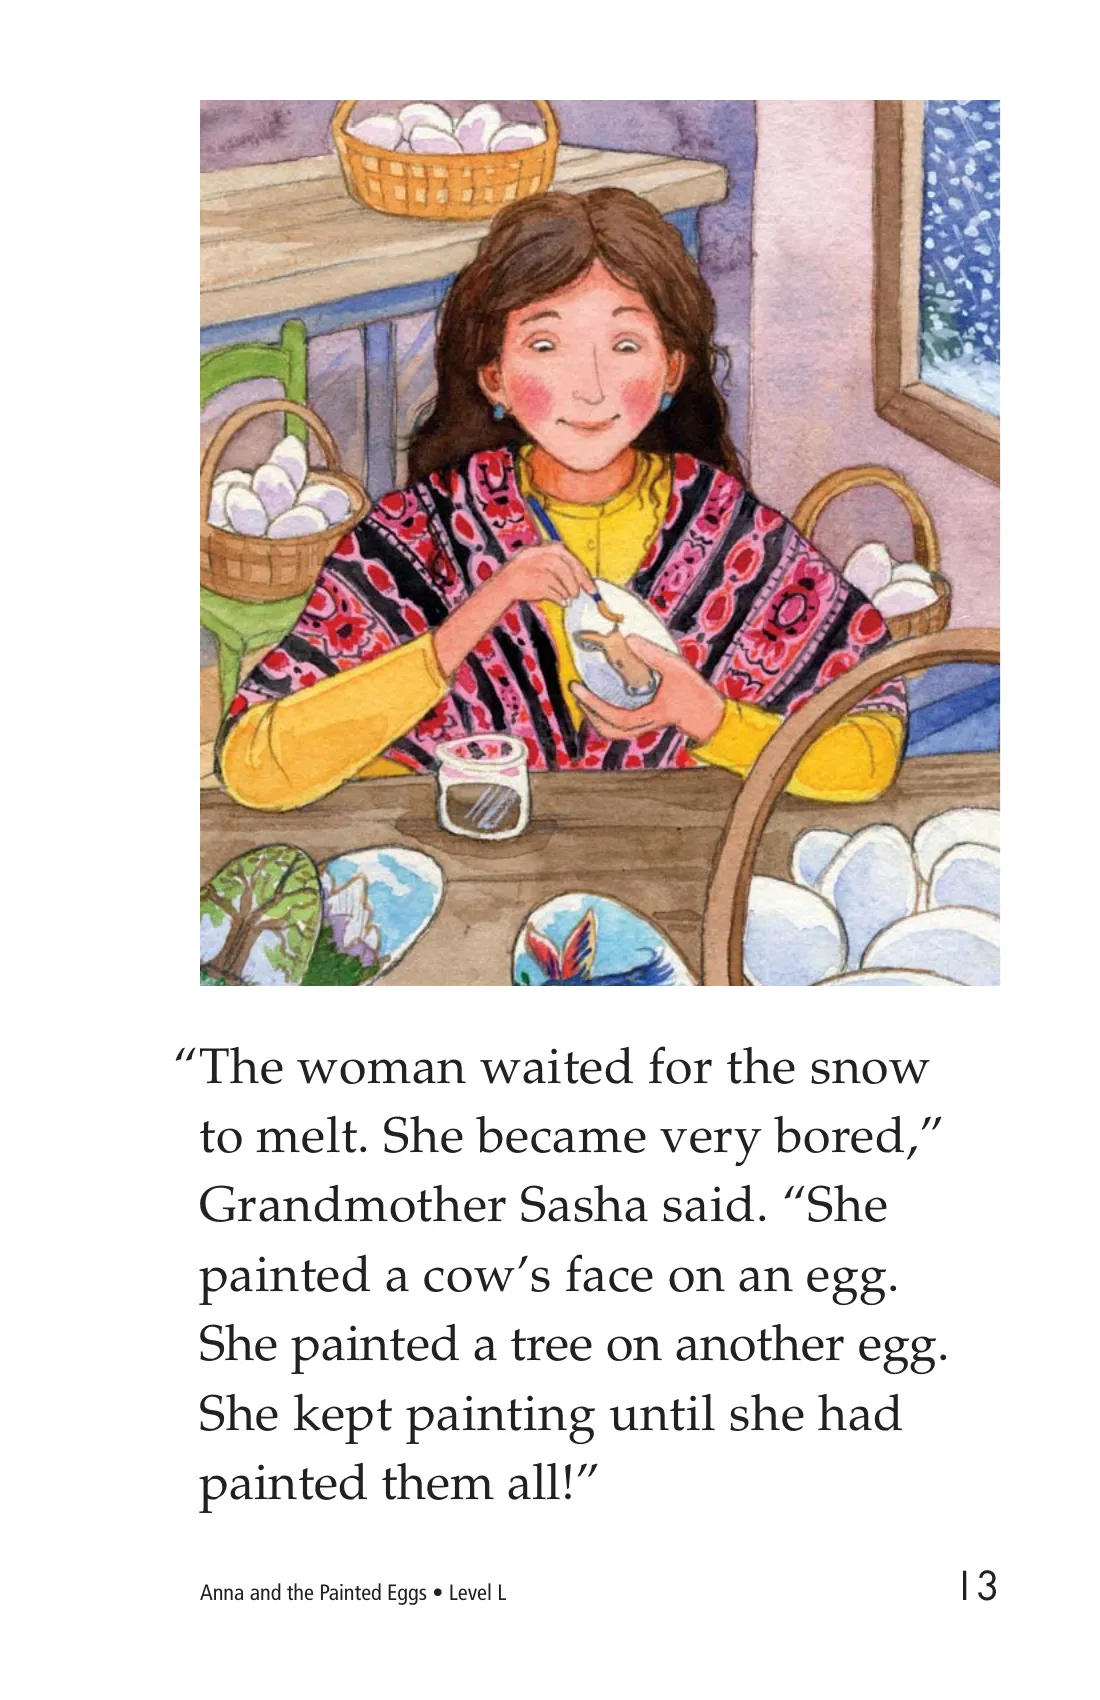 “The woman waited for the snow
to melt. She became very bored,”
Grandmother Sasha said. “She
painted a cow’s face on an egg.
She painted a tree on another egg.
She kept painting until she had
painted them all!”
Anna and the Painted Eggs • Level L
13